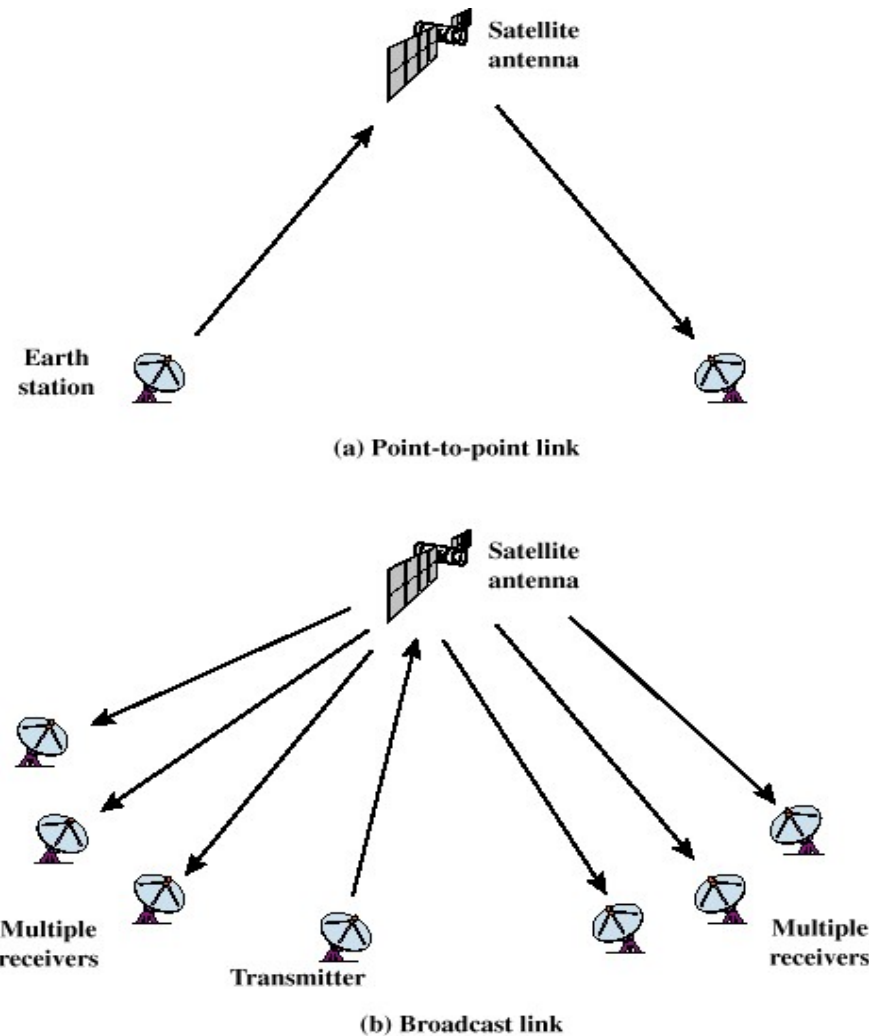 Satellite
antenna
Earth
station
(a) Point-to-point link
Satellite
antenna
Multiple
receivers
Transmitter
Multiple
receivers
(b) Broadcast link